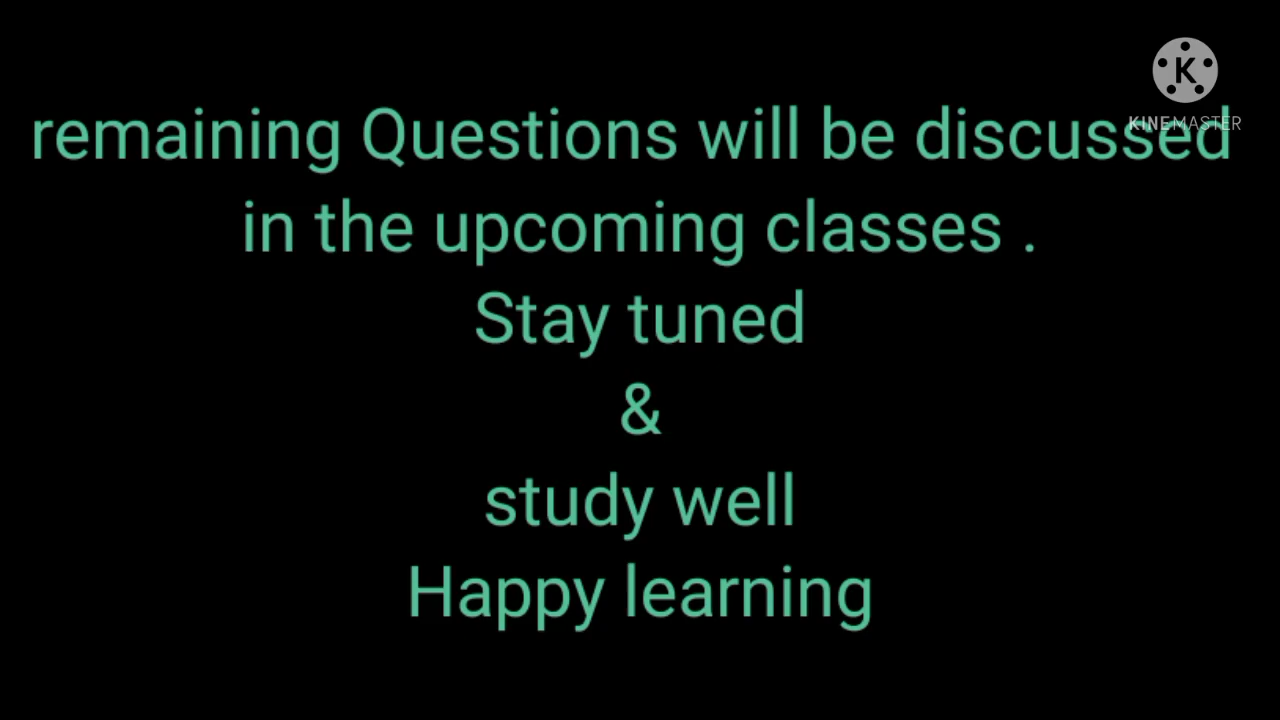 K
KINEMASTER
remaining Questions will be discussed
in the upcoming classes .
Stay tuned
&
study well
Happy learning